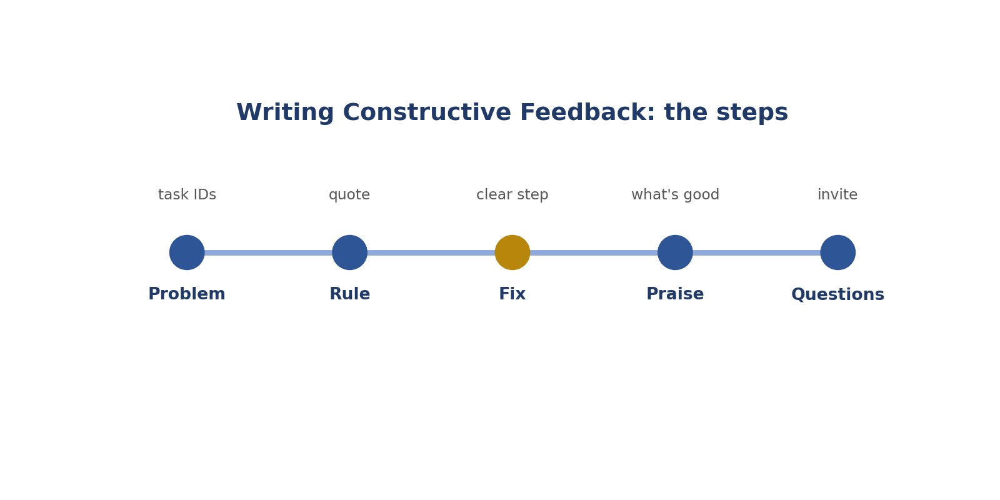 Writing Constructive Feedback: the steps
task IDs
quote
clear step
what's good
invite
Problem
Rule
Fix
Praise
Questions